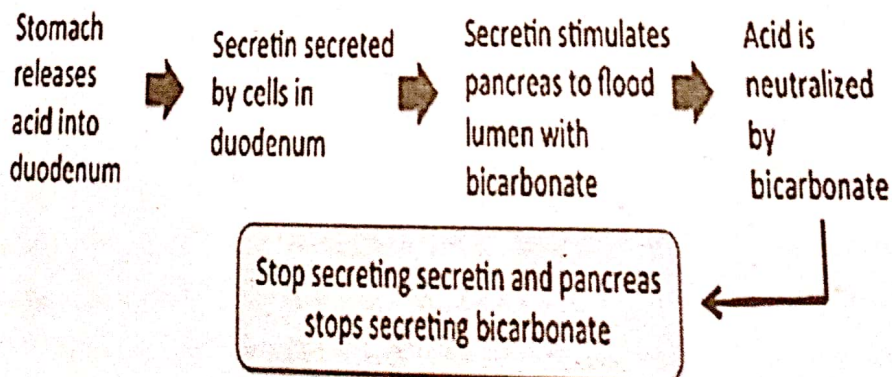 Stomach
releases
acid into
duodenum
Secretin secreted
by cells in
duodenum
Secretin stimulates
pancreas to flood
lumen with
bicarbonate
Acid is
neutralized
by
bicarbonate
Stop secreting secretin and pancreas
stops secreting bicarbonate